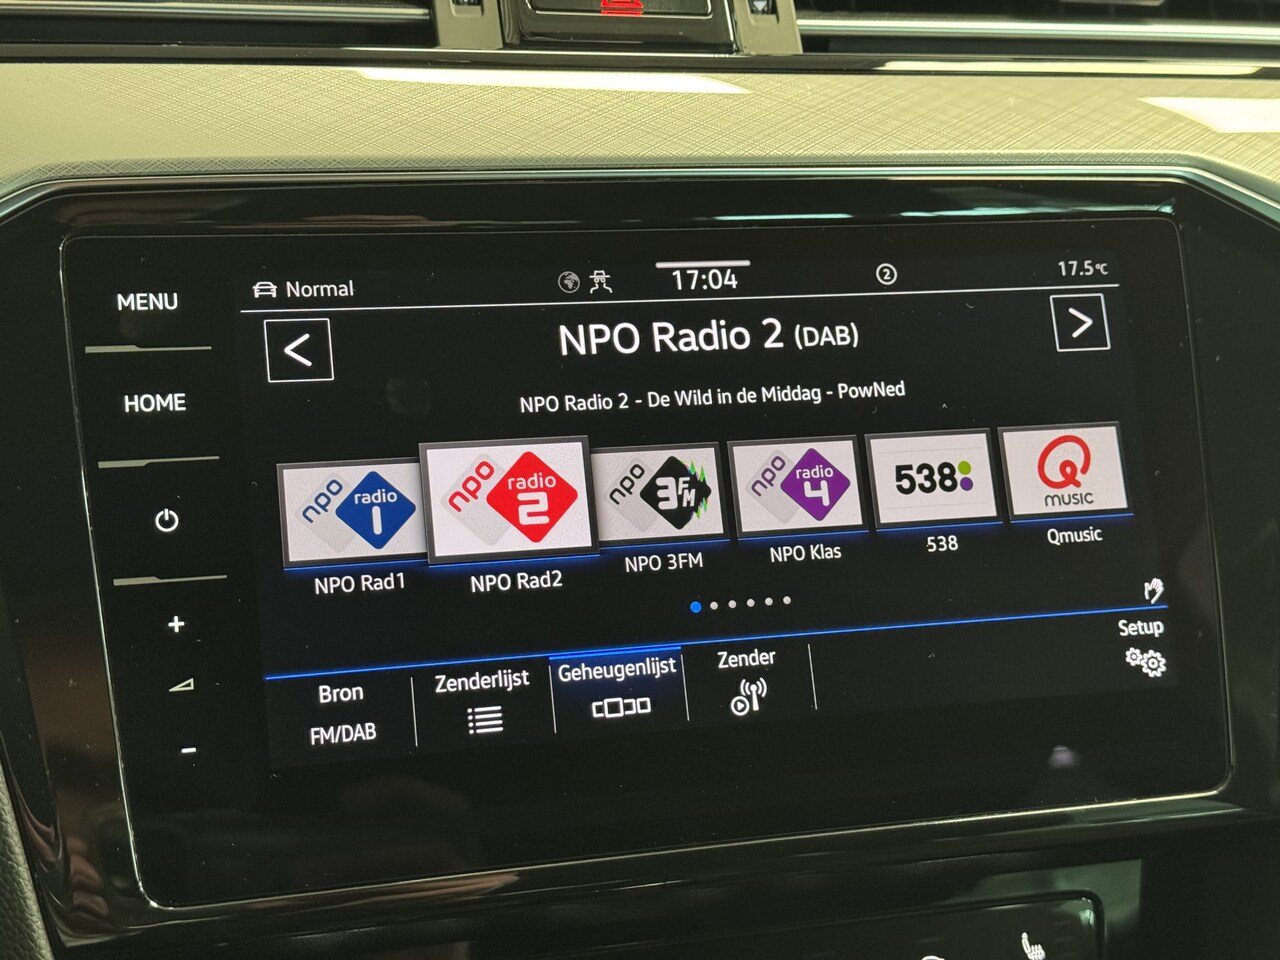 MENU
HOME
+
-
Normal
17:04
2
17.5°C
<
NPO Radio 2 (DAB)
>
NPO Radio 2 - De Wild in de Middag - PowNed
npo radio 1
npo radio 2
npo 3FM
npo radio 4
538
Q MUSIC
NPO Rad1
NPO Rad2
NPO 3FM
NPO Klas
538
Qmusic
Bron
FM/DAB
Zenderlijst
Geheugenlijst
Zender
Setup